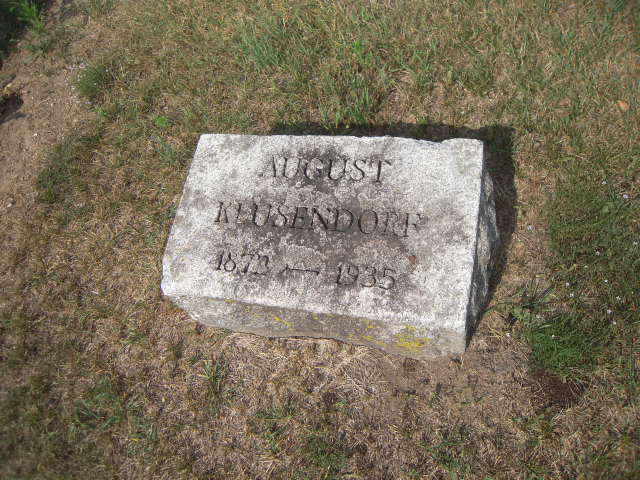 AUGUST
KLUSENDORF
1872 — 1935